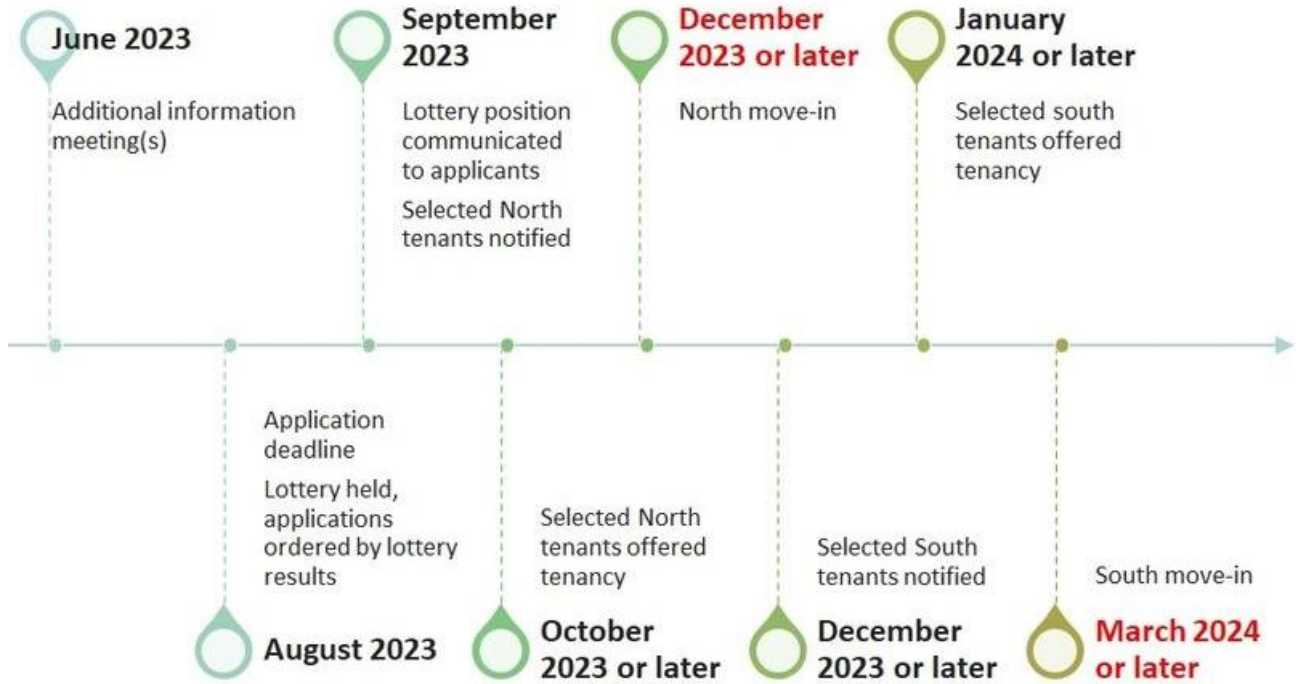 June 2023
Additional information
meeting(s)
September
2023
Lottery position
communicated
to applicants
Selected North
tenants notified
December
2023 or later
North move-in
January
2024 or later
Selected south
tenants offered
tenancy
Application
deadline
Lottery held,
applications
ordered by lottery
results
August 2023
Selected North
tenants offered
tenancy
October
2023 or later
Selected South
tenants notified
December
2023 or later
South move-in
March 2024
or later